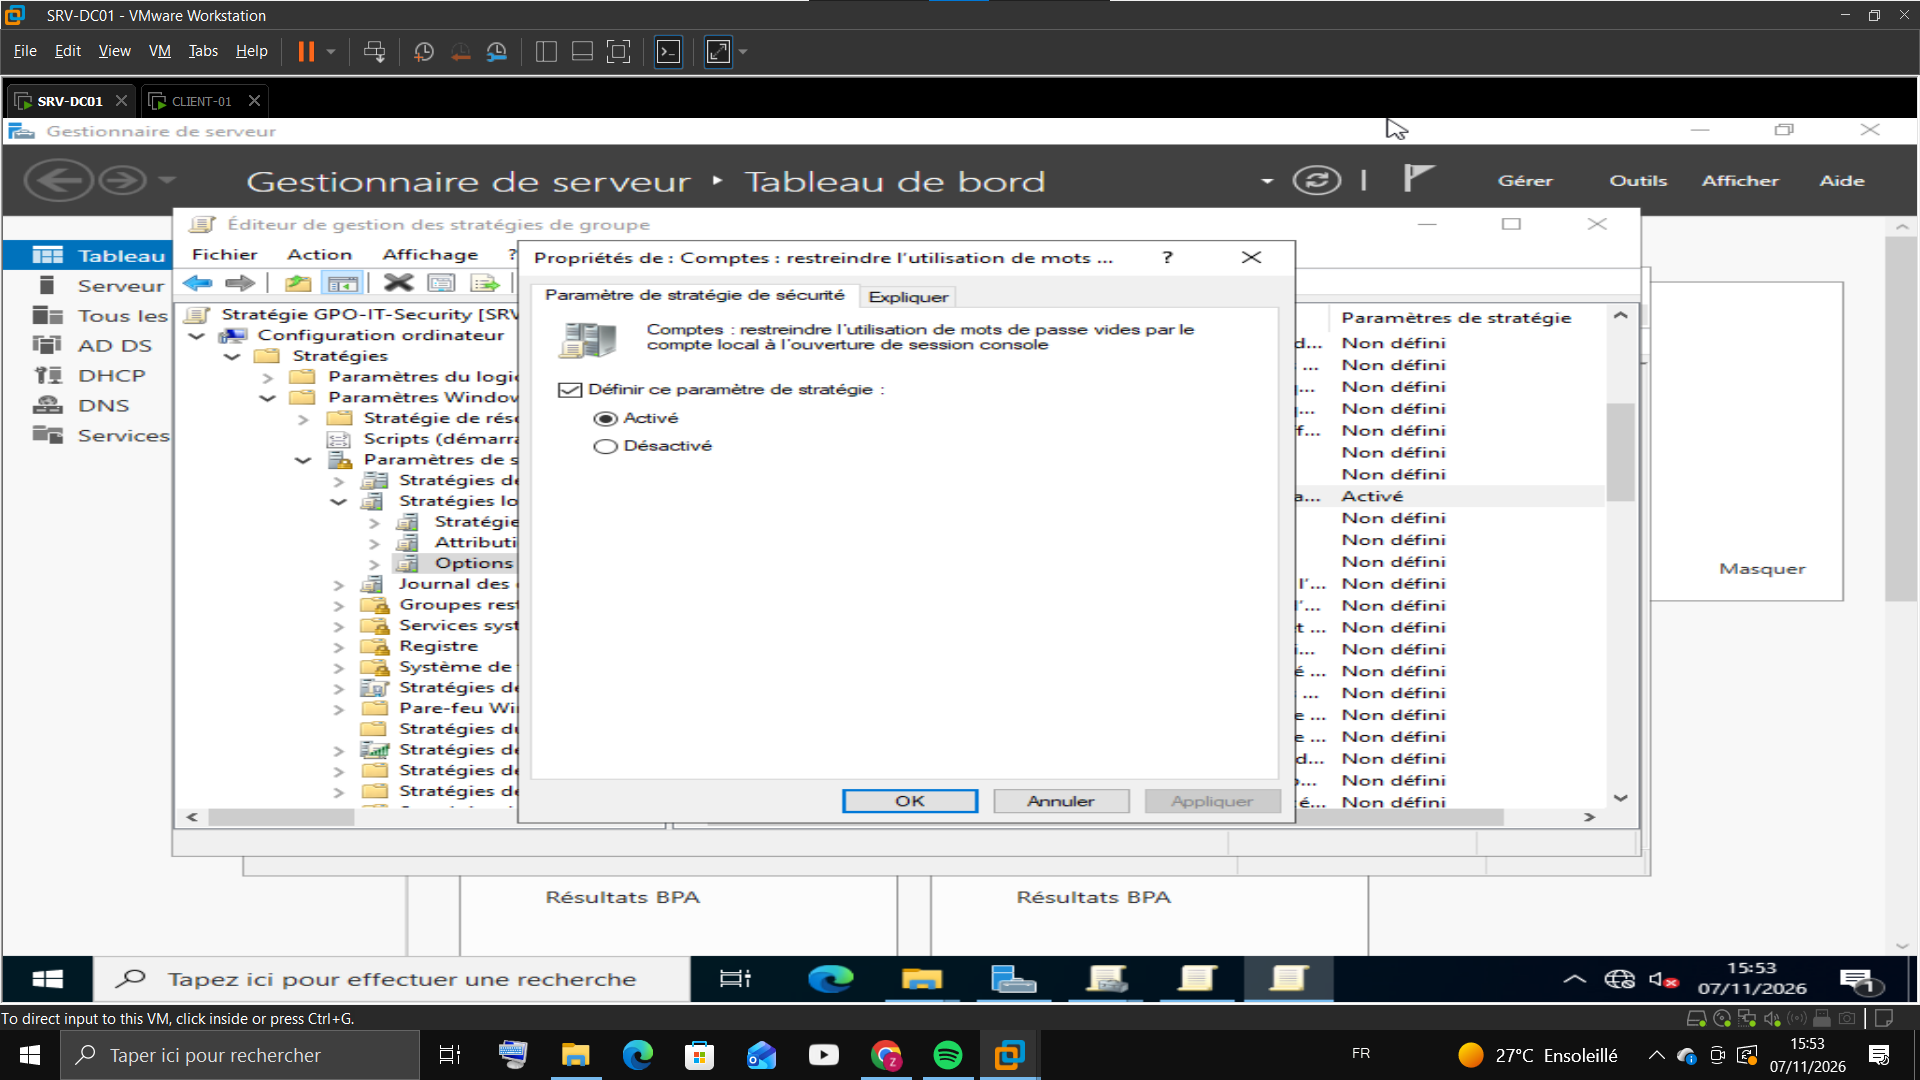 SRV-DC01 - VMware Workstation
File Edit View VM Tabs Help
SRV-DC01 CLIENT-01
Gestionnaire de serveur
Gestionnaire de serveur ‣ Tableau de bord
Gérer Outils Afficher Aide
Tableau
Serveur
Tous les
AD DS
DHCP
DNS
Services
Éditeur de gestion des stratégies de groupe
Fichier Action Affichage ?
Stratégie GPO-IT-Security [SRV
Configuration ordinateur
Stratégies
Paramètres du logic
Paramètres Window
Stratégie de rés
Scripts (démarra
Paramètres de s
Stratégies de
Stratégies lo
Stratégie
Attributi
Options
Journal des
Groupes rest
Services syst
Registre
Système de
Stratégies de
Pare-feu Wi
Stratégies du
Stratégies de
Stratégies de
Stratégies de
Propriétés de : Comptes : restreindre l'utilisation de mots ...
?
Paramètre de stratégie de sécurité
Expliquer
Comptes : restreindre l'utilisation de mots de passe vides par le
compte local à l'ouverture de session console
Définir ce paramètre de stratégie :
Activé
Désactivé
OK Annuler Appliquer
Paramètres de stratégie
d... Non défini
... Non défini
Non défini
... Non défini
f... Non défini
Non défini
Non défini
a... Activé
Non défini
Non défini
Non défini
l'... Non défini
'... Non défini
t ... Non défini
i... Non défini
é ... Non défini
... Non défini
e ... Non défini
e ... Non défini
d... Non défini
... Non défini
é... Non défini
Masquer
Résultats BPA
Résultats BPA
Tapez ici pour effectuer une recherche
15:53
07/11/2026
1
To direct input to this VM, click inside or press Ctrl+G.
Taper ici pour rechercher
FR
27°C Ensoleillé
15:53
07/11/2026